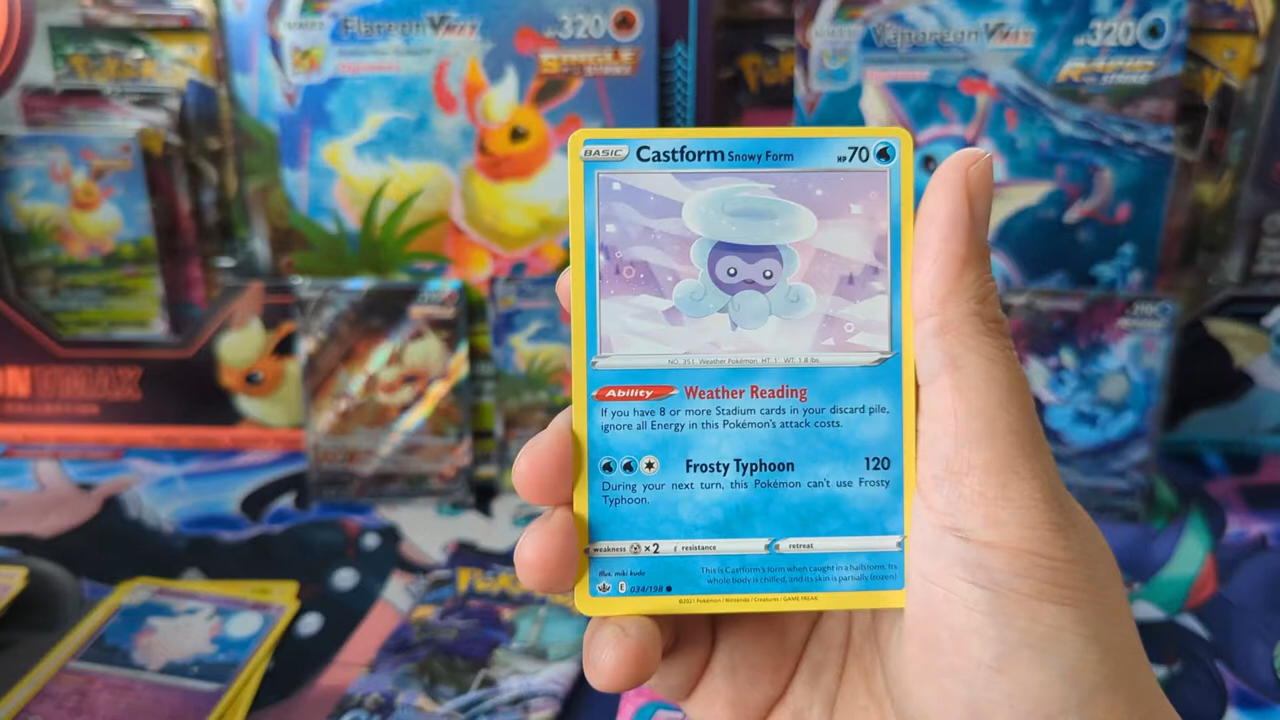 Flareon VMAX
320
SINGLE
STRIKE
Vaporeon VMAX
320
RAPID
STRIKE
BASIC Castform Snowy Form HP 70
NO. 351 Weather Pokémon HT: 1' WT: 1.8 lbs.
Ability Weather Reading
If you have 8 or more Stadium cards in your discard pile,
ignore all Energy in this Pokémon's attack costs.
Frosty Typhoon 120
During your next turn, this Pokémon can't use Frosty
Typhoon.
weakness ×2 resistance retreat
Illus. miki kudo
This is Castform's form when caught in a hailstorm. Its
whole body is chilled, and its skin is partially frozen.
E 034/198
©2021 Pokémon / Nintendo / Creatures / GAME FREAK